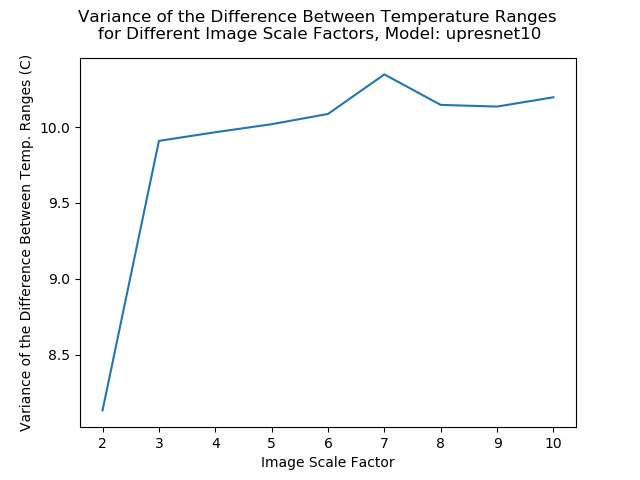 Variance of the Difference Between Temperature Ranges
for Different Image Scale Factors, Model: upresnet10
Variance of the Difference Between Temp. Ranges (C)
10.0
9.5
9.0
8.5
2 3 4 5 6 7 8 9 10
Image Scale Factor